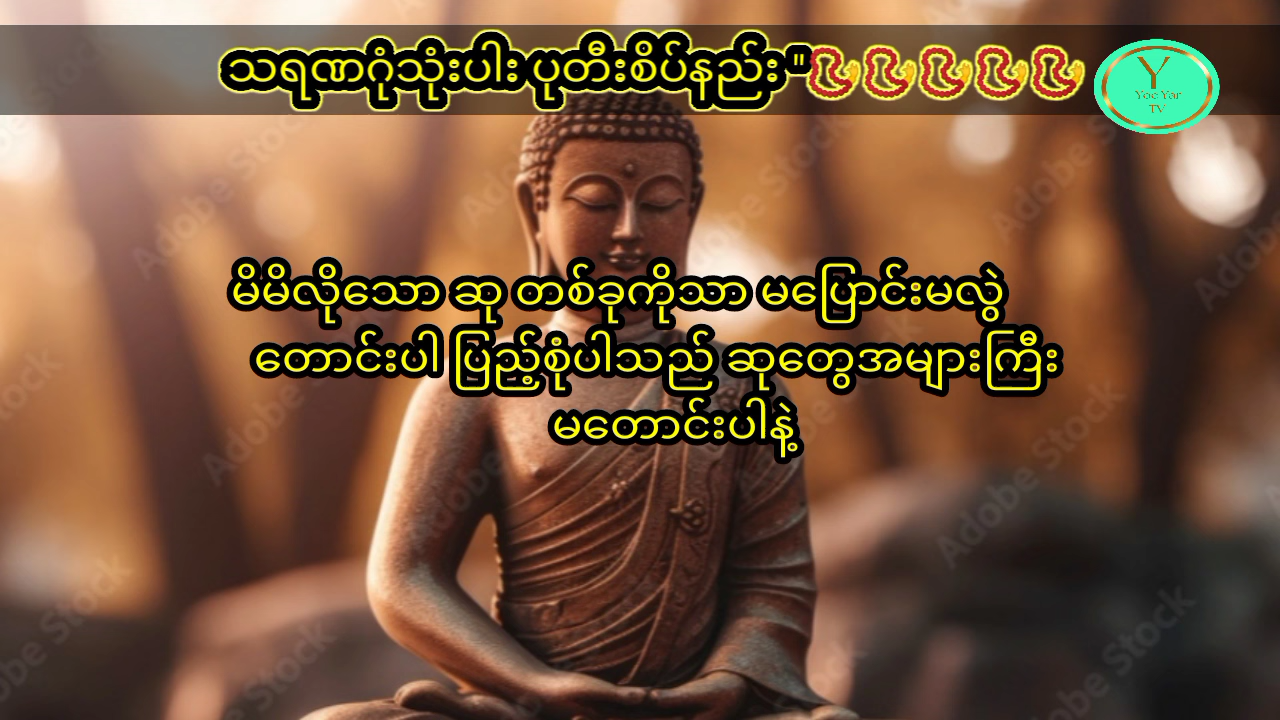 သရဏဂုံသုံးပါး ပုတီးစိပ်နည်း "📿📿📿📿📿
Y
Yoe Yar
TV
မိမိလိုသော ဆု တစ်ခုကိုသာ မပြောင်းမလွဲ
တောင်းပါ ပြည့်စုံပါသည် ဆုတွေအများကြီး
မတောင်းပါနဲ့
Adobe Stock